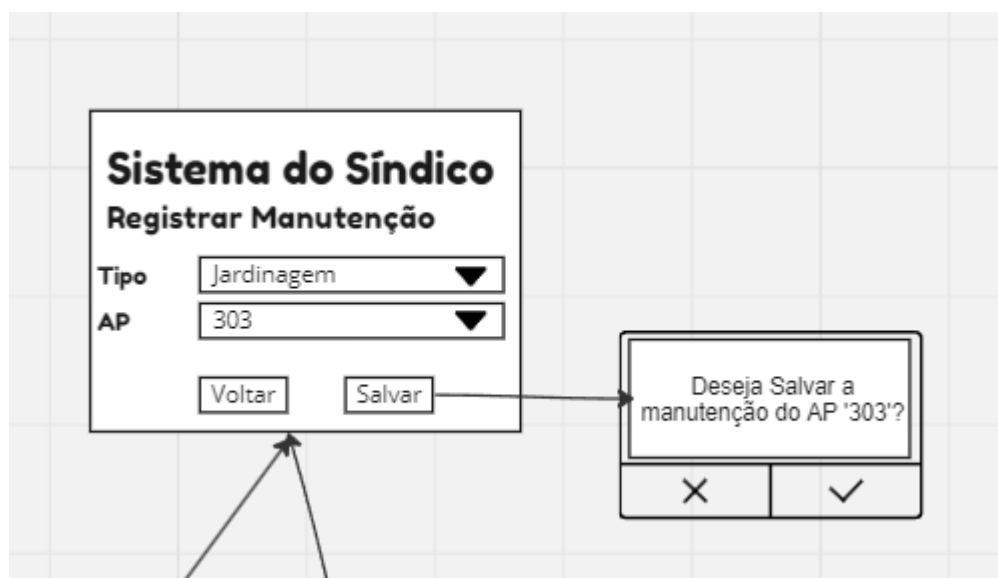 Sistema do Síndico
Registrar Manutenção
Tipo
Jardinagem
AP
303
Voltar
Salvar
Deseja Salvar a
manutenção do AP '303'?